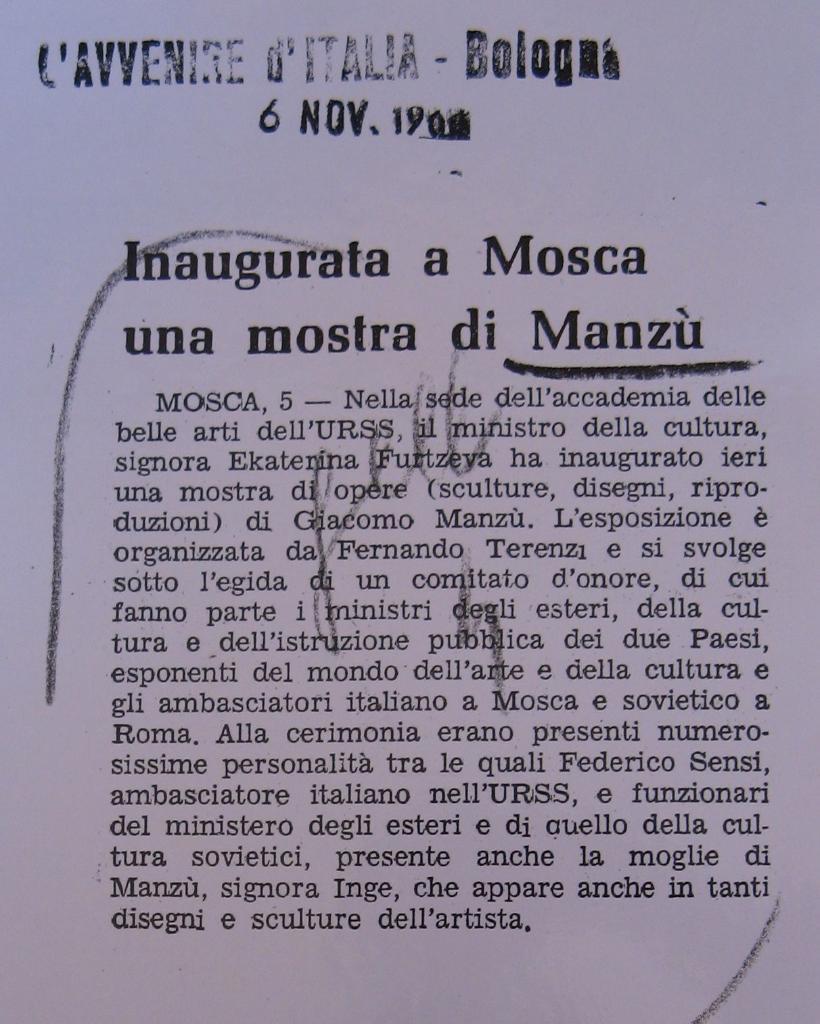 L'AVVENIRE d'ITALIA - Bologna
6 NOV.
Inaugurata a Mosca
una mostra di Manzù
MOSCA, 5 — Nella sede dell'accademia delle
belle arti dell'URSS, il ministro della cultura,
signora Ekaterina Furtzeva ha inaugurato ieri
una mostra di opere (sculture, disegni, ripro-
duzioni) di Giacomo Manzù. L'esposizione è
organizzata da Fernando Terenzi e si svolge
sotto l'egida di un comitato d'onore, di cui
fanno parte i ministri degli esteri, della cul-
tura e dell'istruzione pubblica dei due Paesi,
esponenti del mondo dell'arte e della cultura e
gli ambasciatori italiano a Mosca e sovietico a
Roma. Alla cerimonia erano presenti numero-
sissime personalità tra le quali Federico Sensi,
ambasciatore italiano nell'URSS, e funzionari
del ministero degli esteri e di quello della cul-
tura sovietici, presente anche la moglie di
Manzù, signora Inge, che appare anche in tanti
disegni e sculture dell'artista.